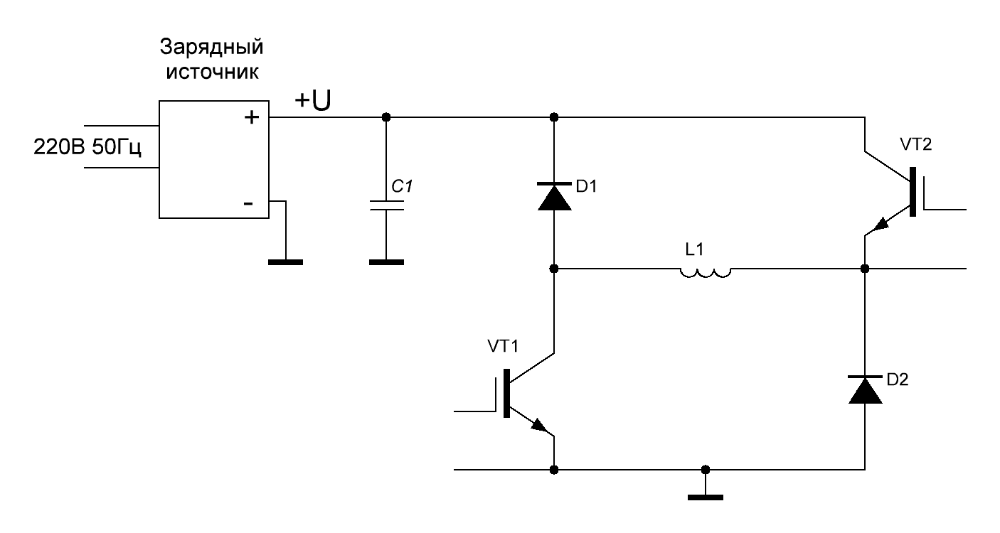 Зарядный
источник
+U
+
220В 50Гц
-
C1
D1
VT2
L1
VT1
D2